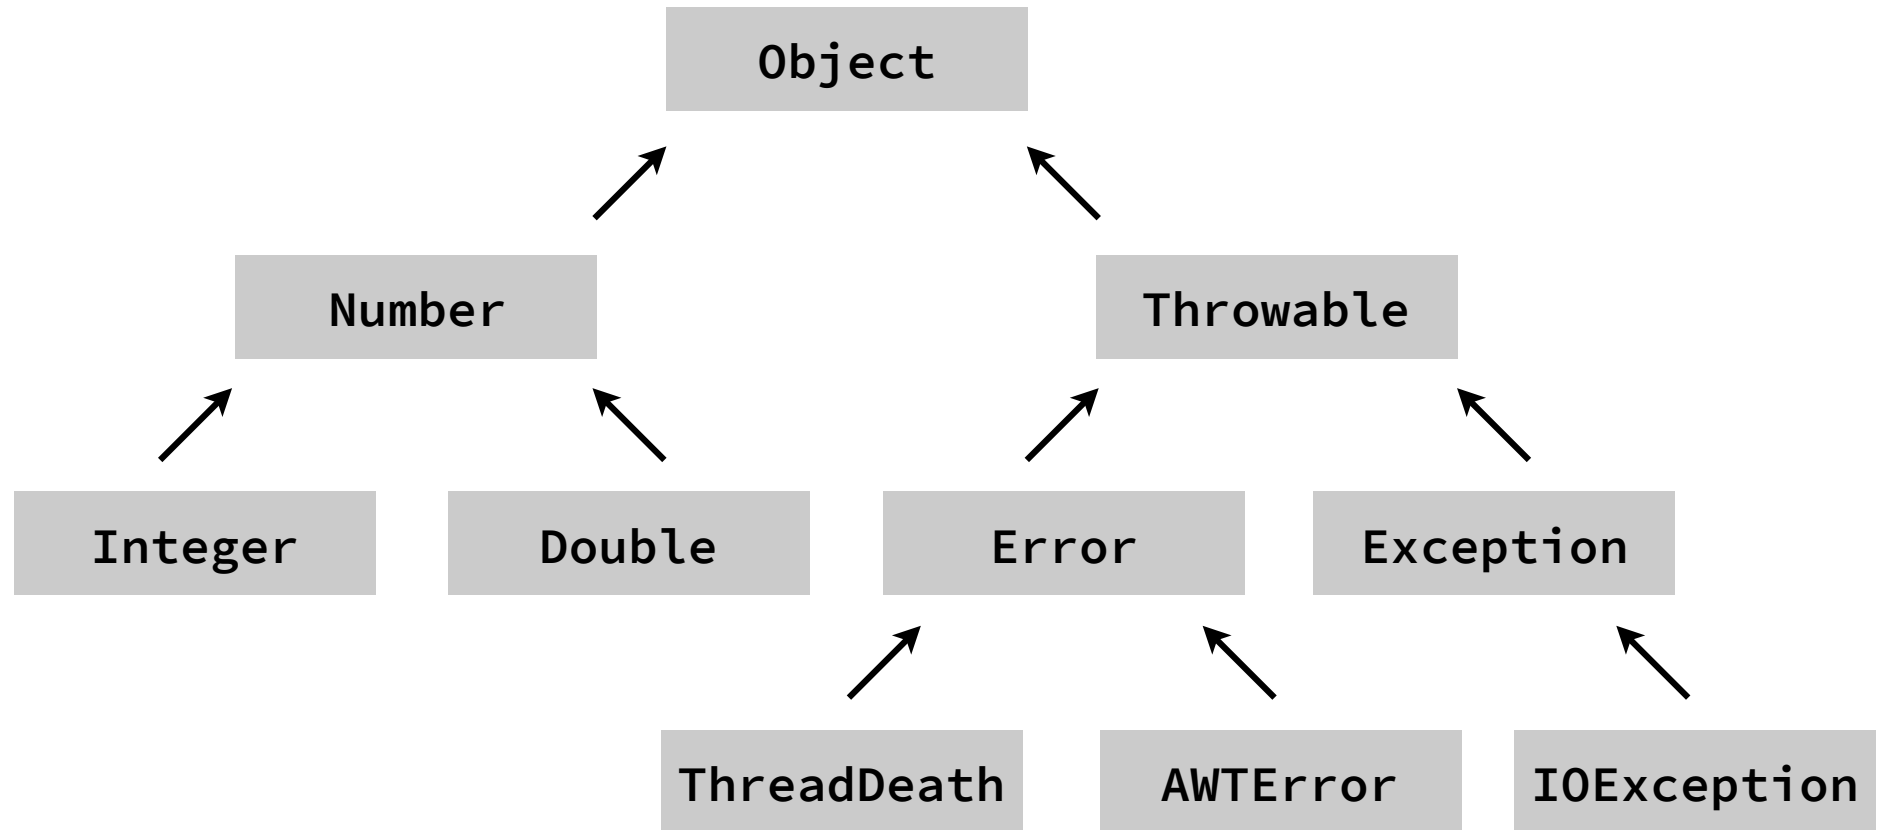 Object
Number
Throwable
Integer
Double
Error
Exception
ThreadDeath
AWTError
IOException